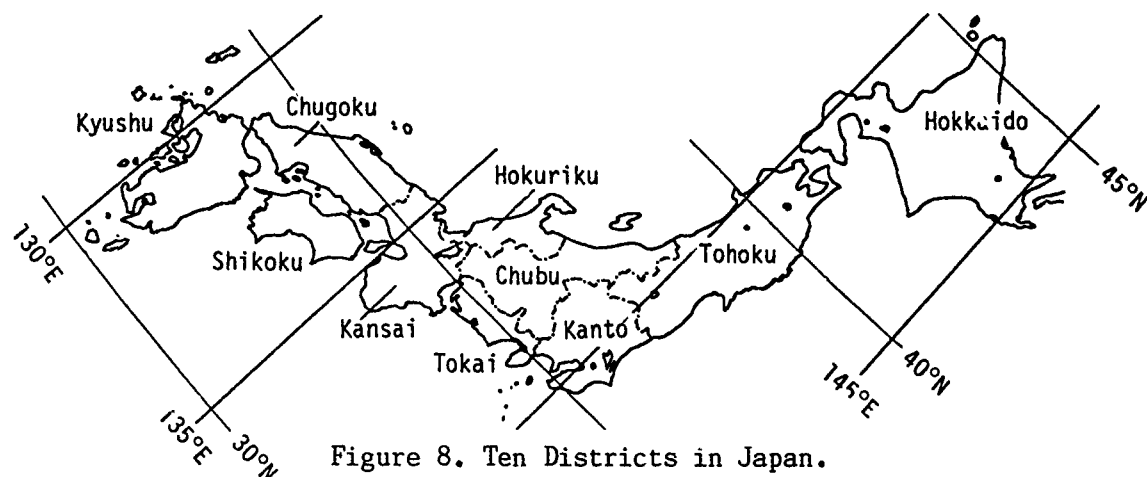 Kyushu
Chugoku
Hokkaido
Hokuriku
45°N
130°E
Shikoku
Chubu
Tohoku
Kansai
Kanto
Tokai
40°N
145°E
135°E
30°N
Figure 8. Ten Districts in Japan.